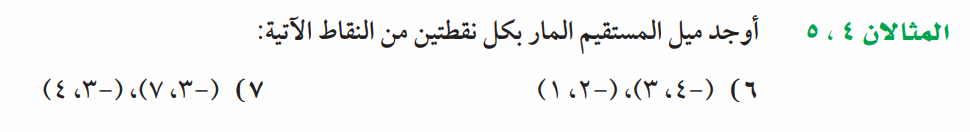 المثالان ٤ ، ٥ أوجد ميل المستقيم المار بكل نقطتين من النقاط الآتية:
٦) (-٤، ٣)، (-٢، ١) ٧) (-٣، ٧)، (-٣، ٤)